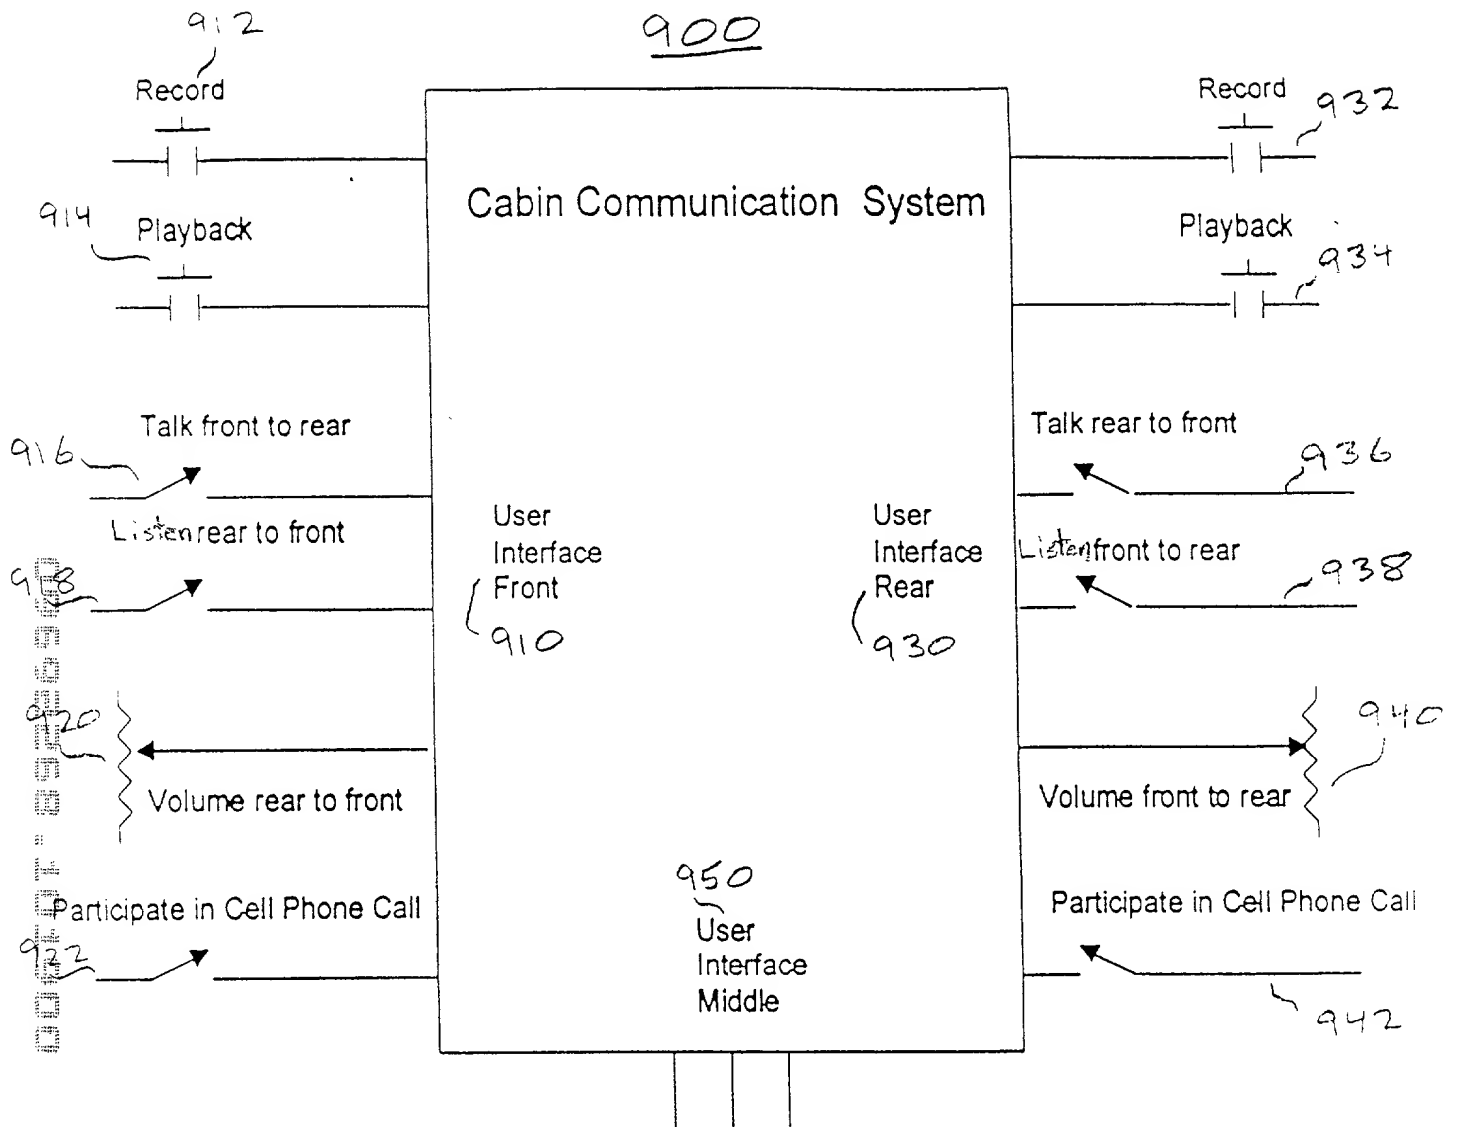 912
900
Record
Record
932
Cabin Communication System
914
Playback
Playback
934
Talk front to rear
Talk rear to front
916
936
User
Interface
Front
910
User
Interface
Rear
930
Listen rear to front
Listen front to rear
918
938
920
940
Volume rear to front
Volume front to rear
950
User
Interface
Middle
Participate in Cell Phone Call
Participate in Cell Phone Call
922
942